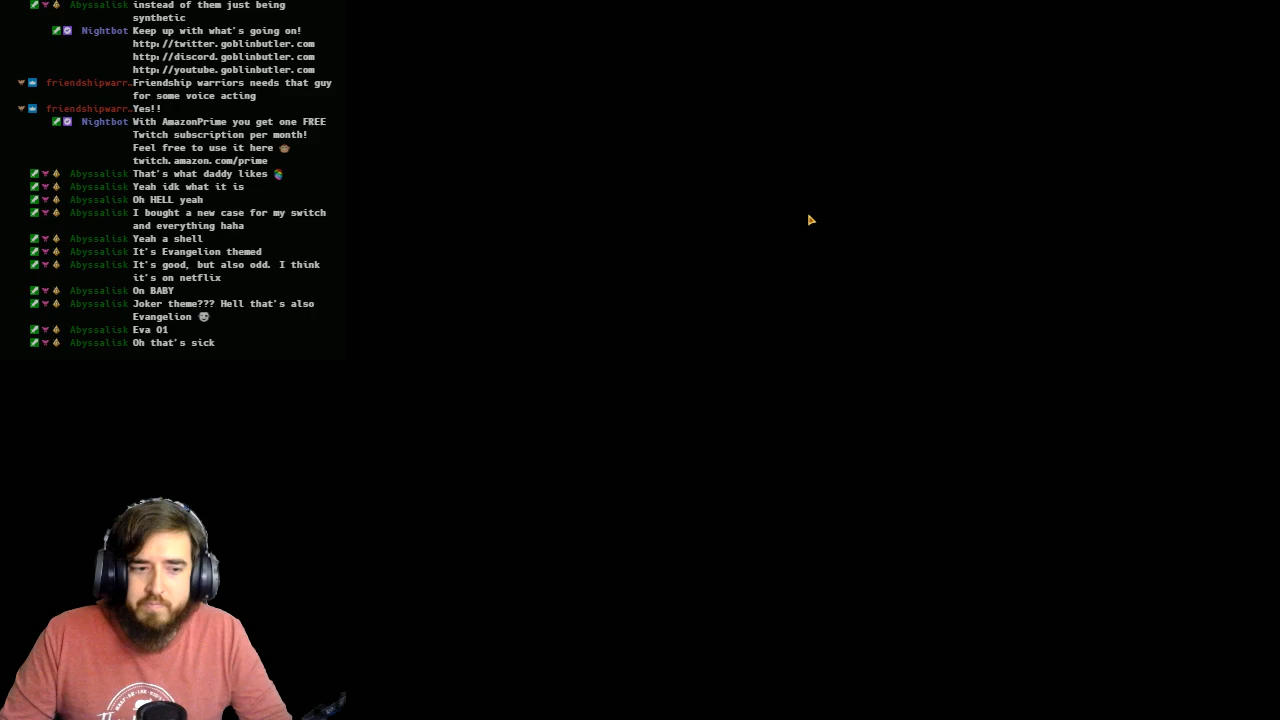 Abyssalisk instead of them just being
synthetic
Nightbot Keep up with what's going on!
http://twitter.goblinbutler.com
http://discord.goblinbutler.com
http://youtube.goblinbutler.com
friendshipwarr… Friendship warriors needs that guy
for some voice acting
friendshipwarr… Yes!!
Nightbot With AmazonPrime you get one FREE
Twitch subscription per month!
Feel free to use it here
twitch.amazon.com/prime
Abyssalisk That's what daddy likes
Abyssalisk Yeah idk what it is
Abyssalisk Oh HELL yeah
Abyssalisk I bought a new case for my switch
and everything haha
Abyssalisk Yeah a shell
Abyssalisk It's Evangelion themed
Abyssalisk It's good, but also odd. I think
it's on netflix
Abyssalisk On BABY
Abyssalisk Joker theme??? Hell that's also
Evangelion
Abyssalisk Eva 01
Abyssalisk Oh that's sick